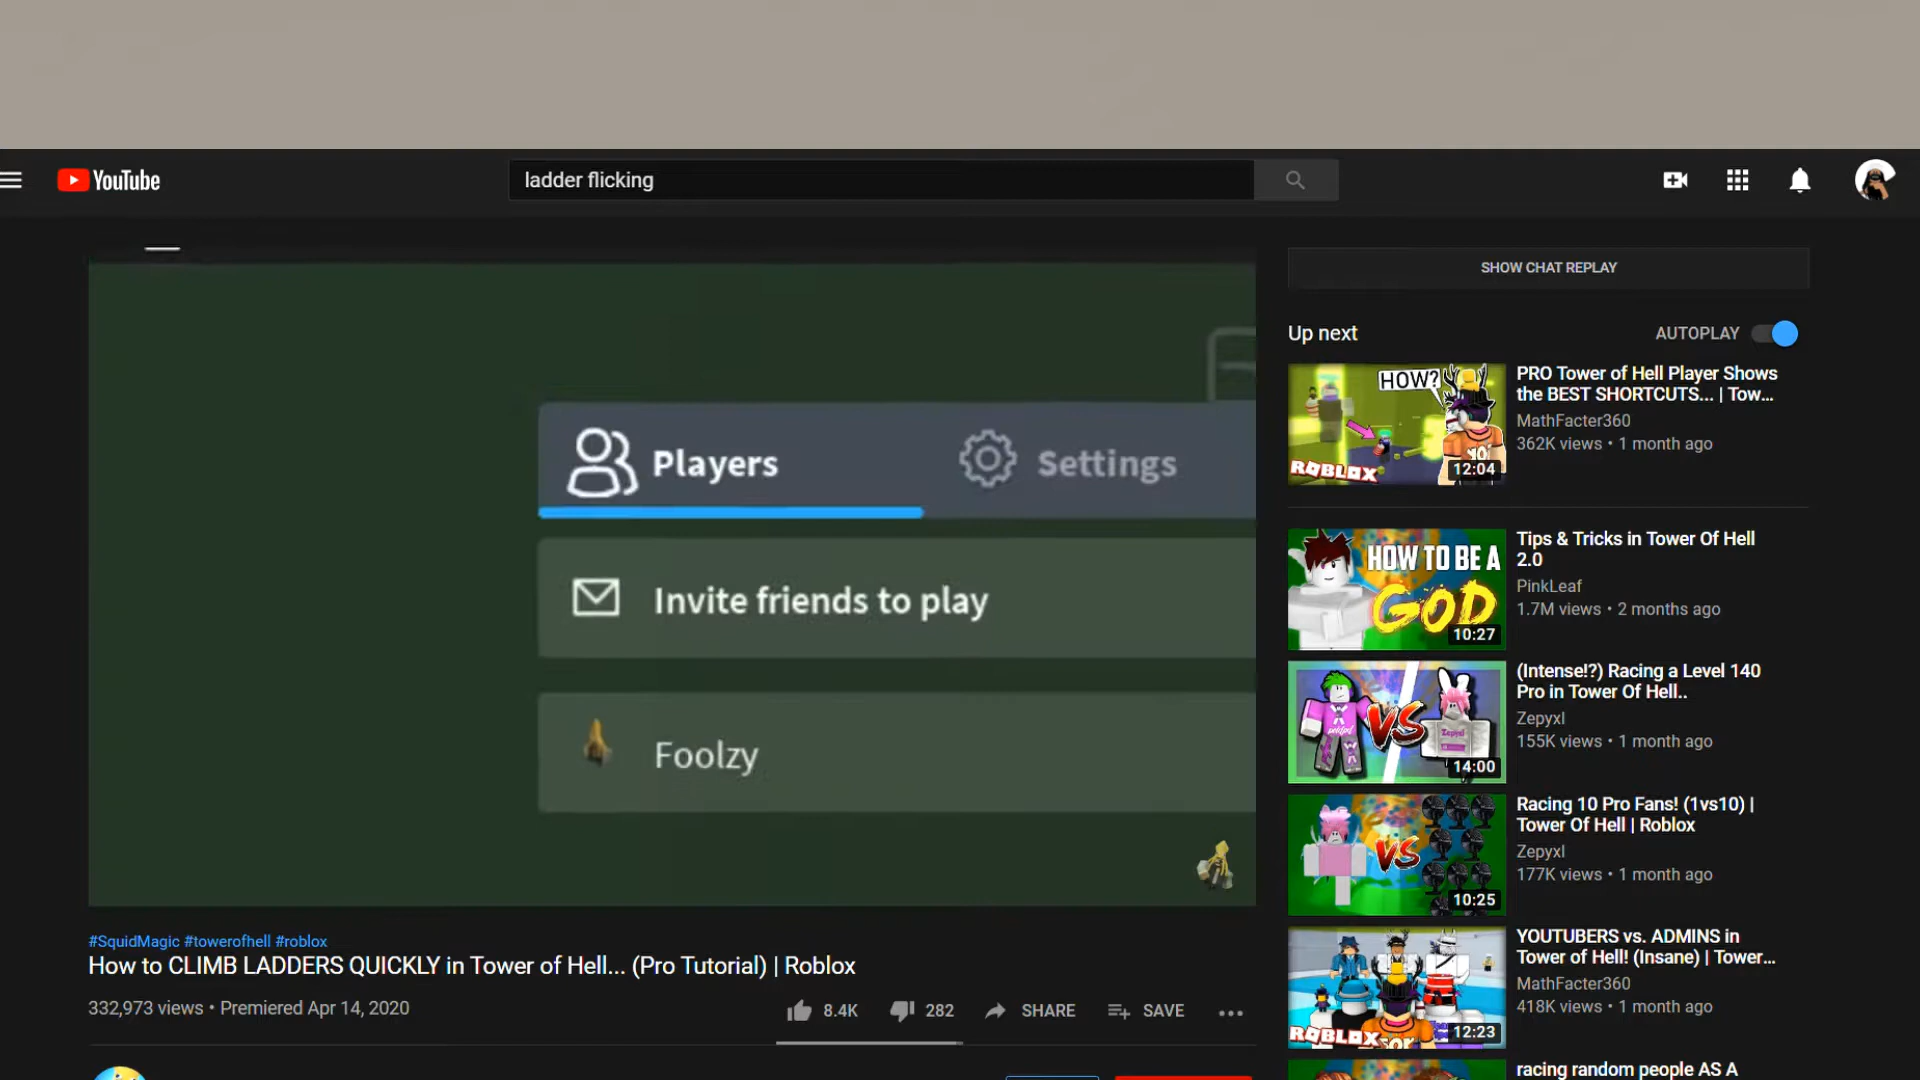 YouTube
ladder flicking
SHOW CHAT REPLAY
Up next
AUTOPLAY
Players
Settings
Invite friends to play
Foolzy
#SquidMagic #towerofhell #roblox
How to CLIMB LADDERS QUICKLY in Tower of Hell... (Pro Tutorial) | Roblox
332,973 views • Premiered Apr 14, 2020
8.4K
282
SHARE
SAVE
HOW?
ROBLOX
12:04
PRO Tower of Hell Player Shows
the BEST SHORTCUTS... | Tow...
MathFacter360
362K views • 1 month ago
HOW TO BE A
GOD
10:27
Tips & Tricks in Tower Of Hell
2.0
PinkLeaf
1.7M views • 2 months ago
VS
Zepyxl
14:00
(Intense!?) Racing a Level 140
Pro in Tower Of Hell..
Zepyxl
155K views • 1 month ago
VS
10:25
Racing 10 Pro Fans! (1vs10) |
Tower Of Hell | Roblox
Zepyxl
177K views • 1 month ago
ROBLOX
12:23
YOUTUBERS vs. ADMINS in
Tower of Hell! (Insane) | Tower...
MathFacter360
418K views • 1 month ago
racing random people AS A